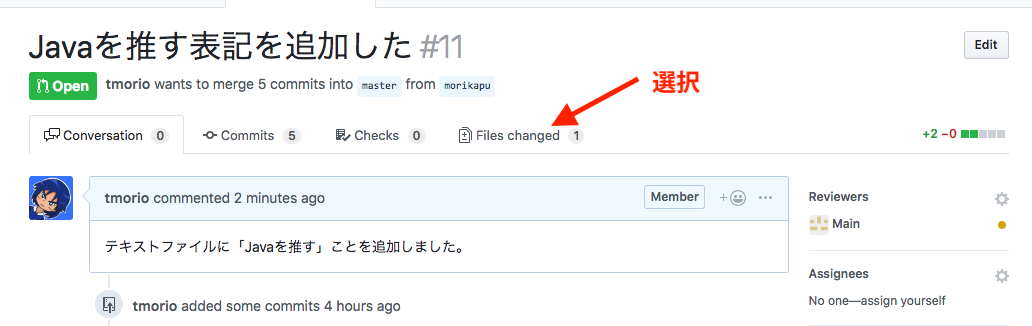 Javaを推す表記を追加した #11
Edit
Open tmorio wants to merge 5 commits into master from morikapu
選択
Conversation 0 Commits 5 Checks 0 Files changed 1 +2 −0
tmorio commented 2 minutes ago Member
テキストファイルに「Javaを推す」ことを追加しました。
tmorio added some commits 4 hours ago
Reviewers
Main
Assignees
No one—assign yourself